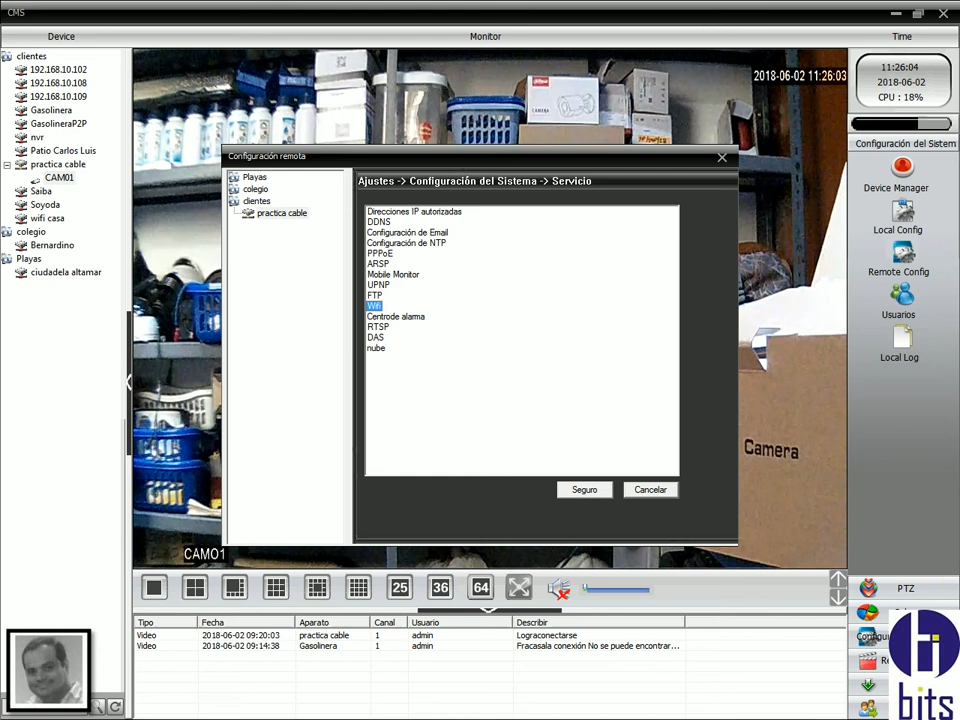 CMS
Device
Monitor
Time
clientes
192.168.10.102
192.168.10.108
192.168.10.109
Gasolinera
GasolineraP2P
nvr
Patio Carlos Luis
practica cable
CAM01
Saiba
Soyoda
wifi casa
colegio
Bernardino
Playas
ciudadela altamar
2018-06-02 11:26:03
CAMERA
Camera
CAM01
Configuración remota
Playas
colegio
clientes
practica cable
Ajustes -> Configuración del Sistema -> Servicio
Direcciones IP autorizadas
DDNS
Configuración de Email
Configuración de NTP
PPPoE
ARSP
Mobile Monitor
UPNP
FTP
Wifi
Centrode alarma
RTSP
DAS
nube
Seguro
Cancelar
11:26:04
2018-06-02
CPU : 18%
Configuración del Sistem
Device Manager
Local Config
Remote Config
Usuarios
Local Log
25 36 64
PTZ
Tipo Fecha Aparato Canal Usuario Describir
Video 2018-06-02 09:20:03 practica cable 1 admin Lograconectarse
Video 2018-06-02 09:14:38 Gasolinera 1 admin Fracasala conexión No se puede encontrar...
bits